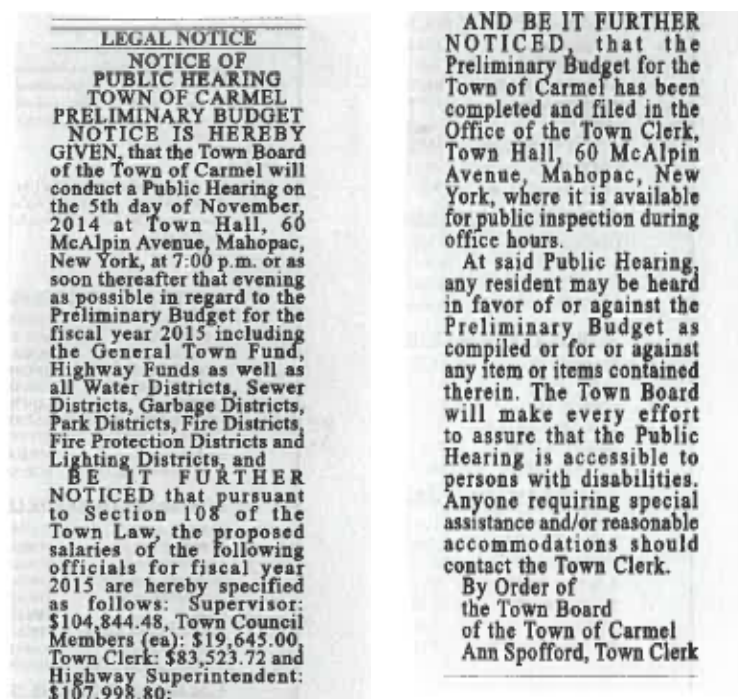 LEGAL NOTICE
NOTICE OF
PUBLIC HEARING
TOWN OF CARMEL
PRELIMINARY BUDGET
NOTICE IS HEREBY
GIVEN, that the Town Board
of the Town of Carmel will
conduct a Public Hearing on
the 5th day of November,
2014 at Town Hall, 60
McAlpin Avenue, Mahopac,
New York, at 7:00 p.m. or as
soon thereafter that evening
as possible in regard to the
Preliminary Budget for the
fiscal year 2015 including
the General Town Fund,
Highway Funds as well as
all Water Districts, Sewer
Districts, Garbage Districts,
Park Districts, Fire Districts,
Fire Protection Districts and
Lighting Districts, and
BE IT FURTHER
NOTICED that pursuant
to Section 108 of the
Town Law, the proposed
salaries of the following
officials for fiscal year
2015 are hereby specified
as follows: Supervisor:
$104,844.48, Town Council
Members (ea): $19,645.00,
Town Clerk: $83,523.72 and
Highway Superintendent:
$107,998.80;
AND BE IT FURTHER
NOTICED, that the
Preliminary Budget for the
Town of Carmel has been
completed and filed in the
Office of the Town Clerk,
Town Hall, 60 McAlpin
Avenue, Mahopac, New
York, where it is available
for public inspection during
office hours.
At said Public Hearing,
any resident may be heard
in favor of or against the
Preliminary Budget as
compiled or for or against
any item or items contained
therein. The Town Board
will make every effort
to assure that the Public
Hearing is accessible to
persons with disabilities.
Anyone requiring special
assistance and/or reasonable
accommodations should
contact the Town Clerk.
By Order of
the Town Board
of the Town of Carmel
Ann Spofford, Town Clerk